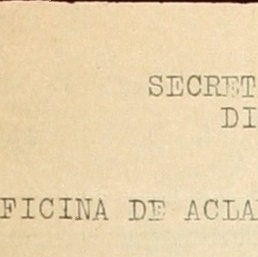 SECRET
DI
FICINA DE ACLA